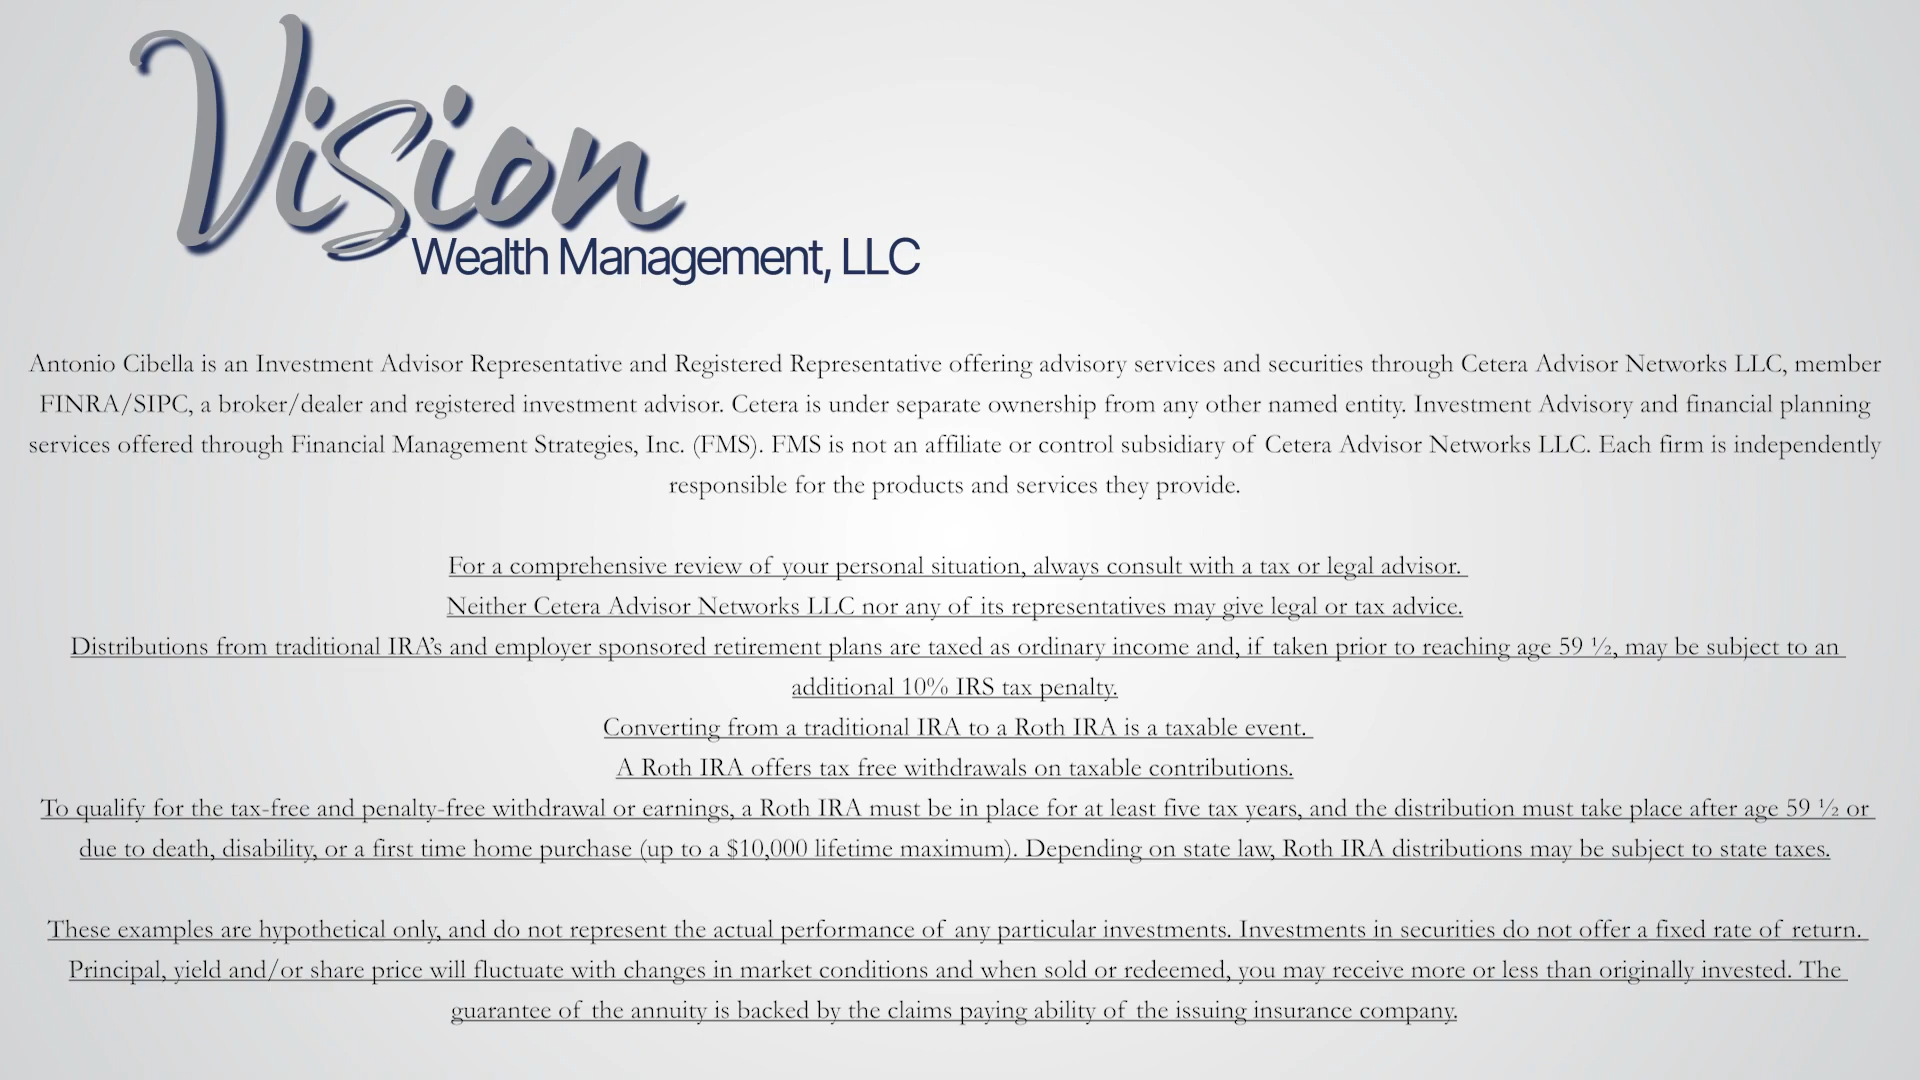 Vision
Wealth Management, LLC
Antonio Cibella is an Investment Advisor Representative and Registered Representative offering advisory services and securities through Cetera Advisor Networks LLC, member
FINRA/SIPC, a broker/dealer and registered investment advisor. Cetera is under separate ownership from any other named entity. Investment Advisory and financial planning
services offered through Financial Management Strategies, Inc. (FMS). FMS is not an affiliate or control subsidiary of Cetera Advisor Networks LLC. Each firm is independently
responsible for the products and services they provide.
For a comprehensive review of your personal situation, always consult with a tax or legal advisor.
Neither Cetera Advisor Networks LLC nor any of its representatives may give legal or tax advice.
Distributions from traditional IRA’s and employer sponsored retirement plans are taxed as ordinary income and, if taken prior to reaching age 59 ½, may be subject to an
additional 10% IRS tax penalty.
Converting from a traditional IRA to a Roth IRA is a taxable event.
A Roth IRA offers tax free withdrawals on taxable contributions.
To qualify for the tax-free and penalty-free withdrawal or earnings, a Roth IRA must be in place for at least five tax years, and the distribution must take place after age 59 ½ or
due to death, disability, or a first time home purchase (up to a $10,000 lifetime maximum). Depending on state law, Roth IRA distributions may be subject to state taxes.
These examples are hypothetical only, and do not represent the actual performance of any particular investments. Investments in securities do not offer a fixed rate of return.
Principal, yield and/or share price will fluctuate with changes in market conditions and when sold or redeemed, you may receive more or less than originally invested. The
guarantee of the annuity is backed by the claims paying ability of the issuing insurance company.